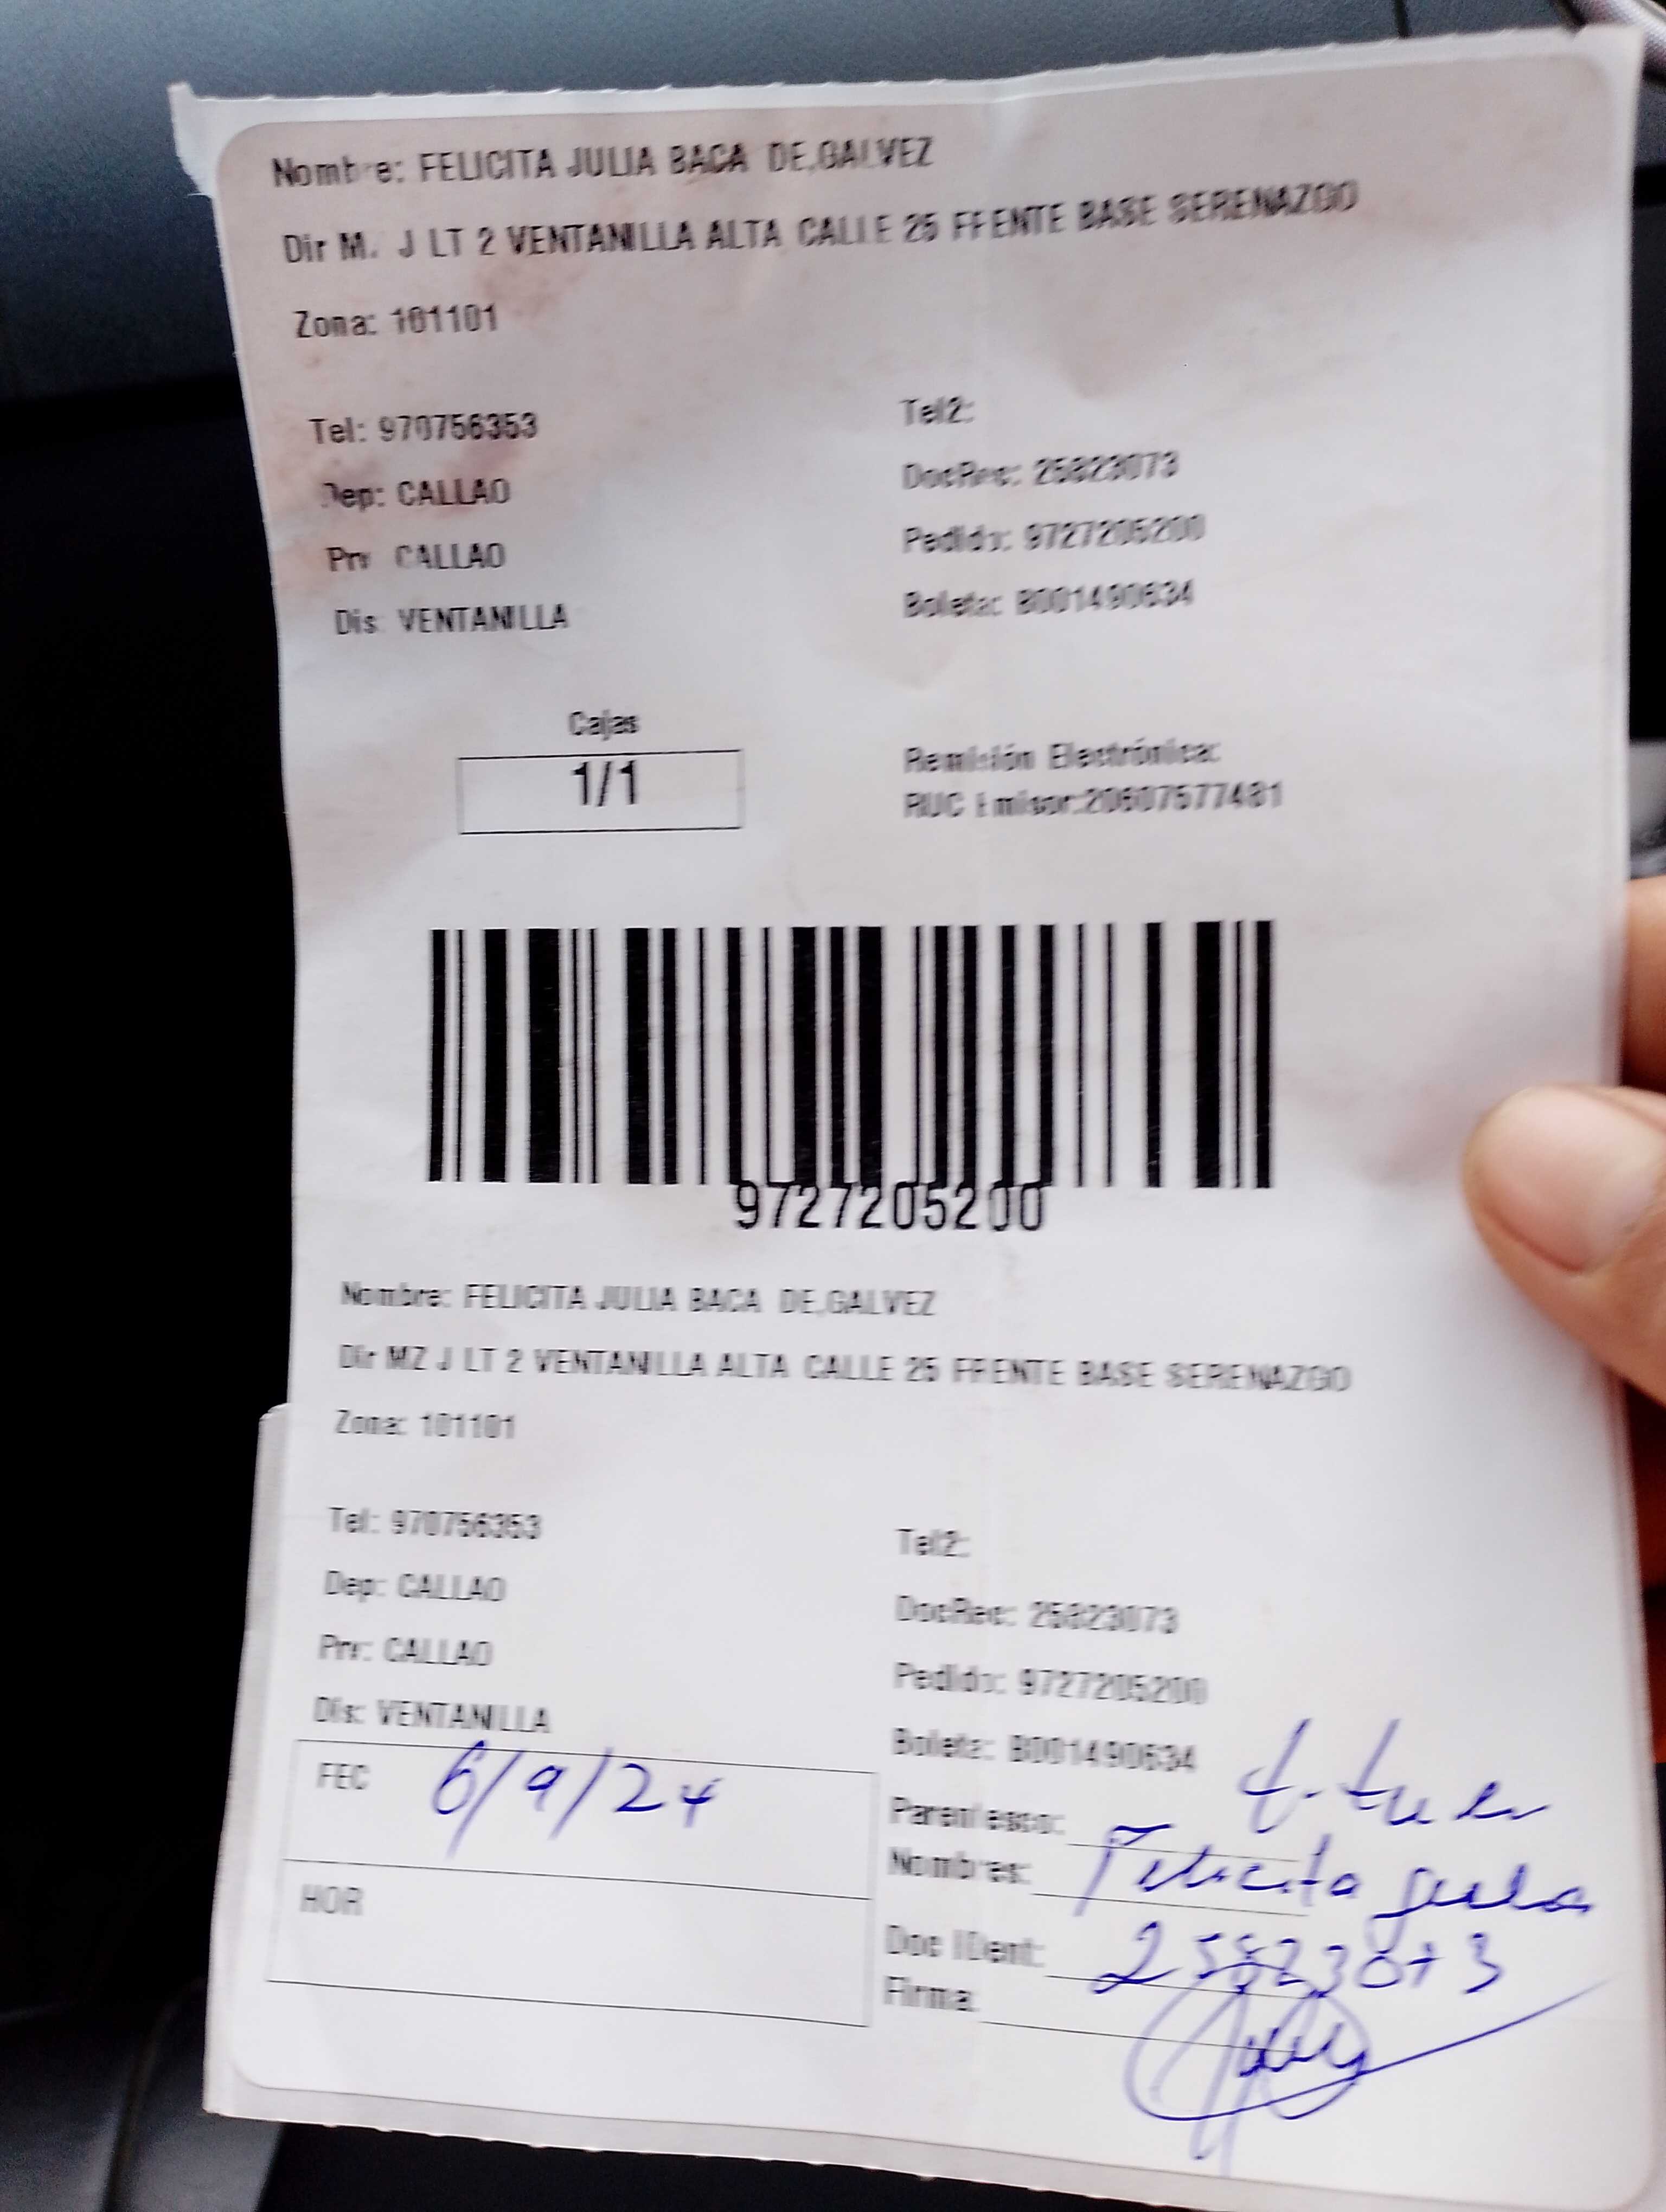 Nombre: FELICITA JULIA BACA DE,GALVEZ
Dir M. J LT 2 VENTANILLA ALTA CALLE 25 FRENTE BASE SERENAZGO
Zona: 101101
Tel: 970756353
Tel2:
Dep: CALLAO
DocRec: 25823073
Prv CALLAO
Pedido: 9727205200
Dis: VENTANILLA
Boleta: B001490634
Cajas
1/1
Remisión Electrónica:
RUC Emisor:20607577481
9727205200
Nombre: FELICITA JULIA BACA DE,GALVEZ
Dir MZ J LT 2 VENTANILLA ALTA CALLE 25 FRENTE BASE SERENAZGO
Zona: 101101
Tel: 970756353
Tel2:
Dep: CALLAO
DocRec: 25823073
Prv: CALLAO
Pedido: 9727205200
Dis: VENTANILLA
Boleta: B001490634
FEC 6/9/24
Parentesco:
Nombres: Felicita Julia
HOR
Doc IDent: 25823073
Firma: